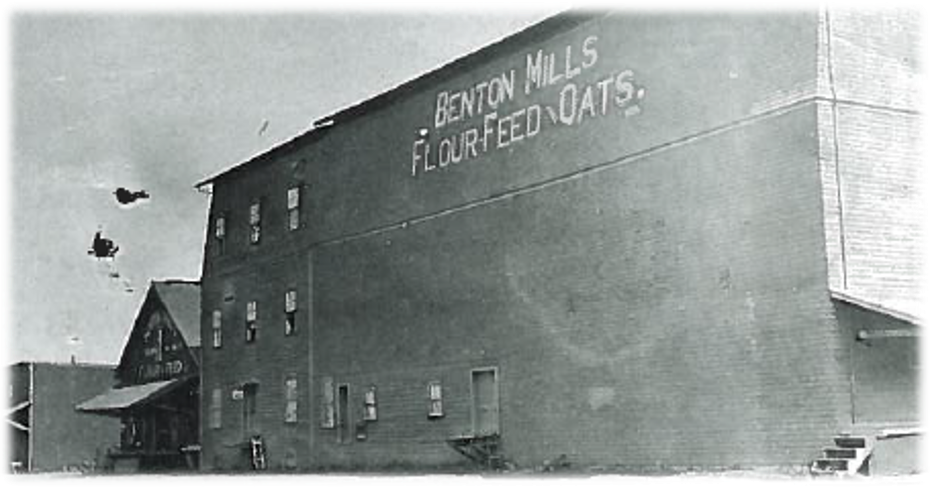 BENTON MILLS
FLOUR-FEED OATS.